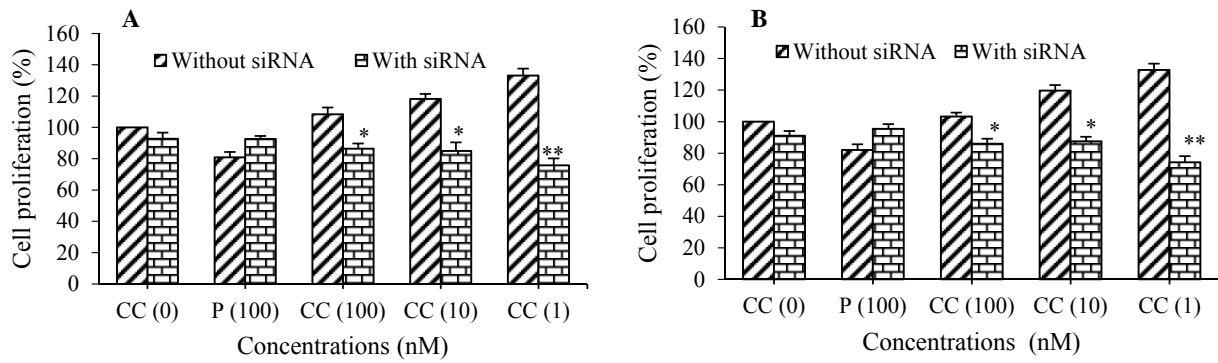 A
Without siRNA With siRNA
Cell proliferation (%)
160
140
120
100
80
60
40
20
0
* * **
CC (0) P (100) CC (100) CC (10) CC (1)
Concentrations (nM)
B
Without siRNA With siRNA
Cell proliferation (%)
160
140
120
100
80
60
40
20
0
* * **
CC (0) P (100) CC (100) CC (10) CC (1)
Concentrations (nM)